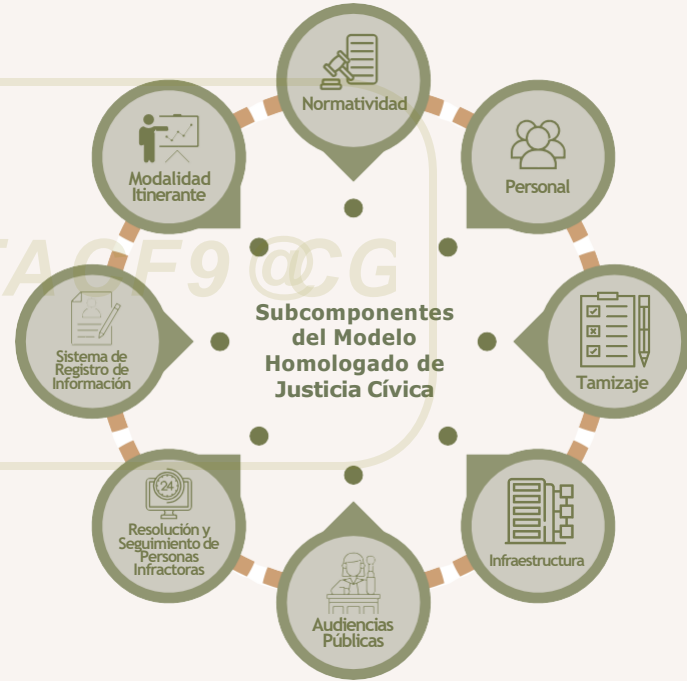 Normatividad
Personal
Tamizaje
Infraestructura
Audiencias
Públicas
Resolución y
Seguimiento de
Personas
Infractoras
24
Sistema de
Registro de
Información
Modalidad
Itinerante
Subcomponentes
del Modelo
Homologado de
Justicia Cívica